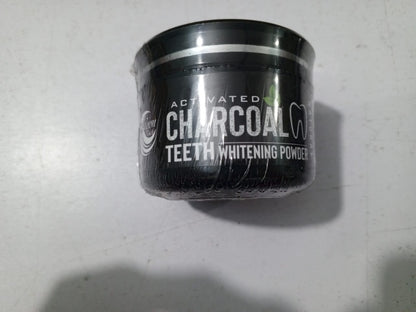 ACTIVATED
CHARCOAL
TEETH WHITENING POWDER